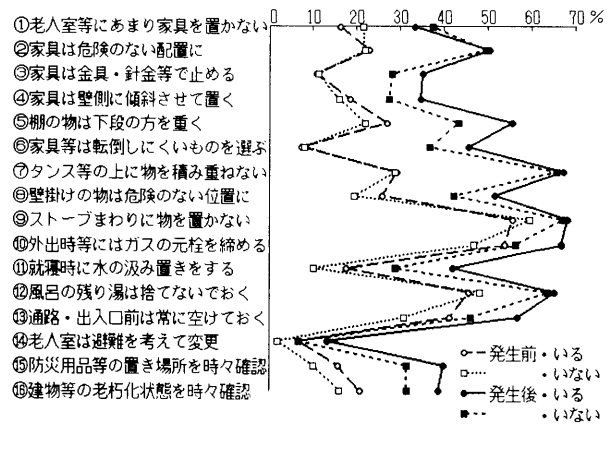 0 10 30 50 70 %
①老人室等にあまり家具を置かない
②家具は危険のない配置に
③家具は金具・針金等で止める
④家具は壁側に傾斜させて置く
⑤棚の物は下段の方を重く
⑥家具等は転倒しにくいものを選ぶ
⑦タンス等の上に物を積み重ねない
⑧壁掛けの物は危険のない位置に
⑨ストーブまわりに物を置かない
⑩外出時等にはガスの元栓を締める
⑪就寝時に水の汲み置きをする
⑫風呂の残り湯は捨てないでおく
⑬通路・出入口前は常に空けておく
⑭老人室は避難を考えて変更
⑮防災用品等の置き場所を時々確認
⑯建物等の老朽化状態を時々確認
発生前・いる
・いない
発生後・いる
・いない